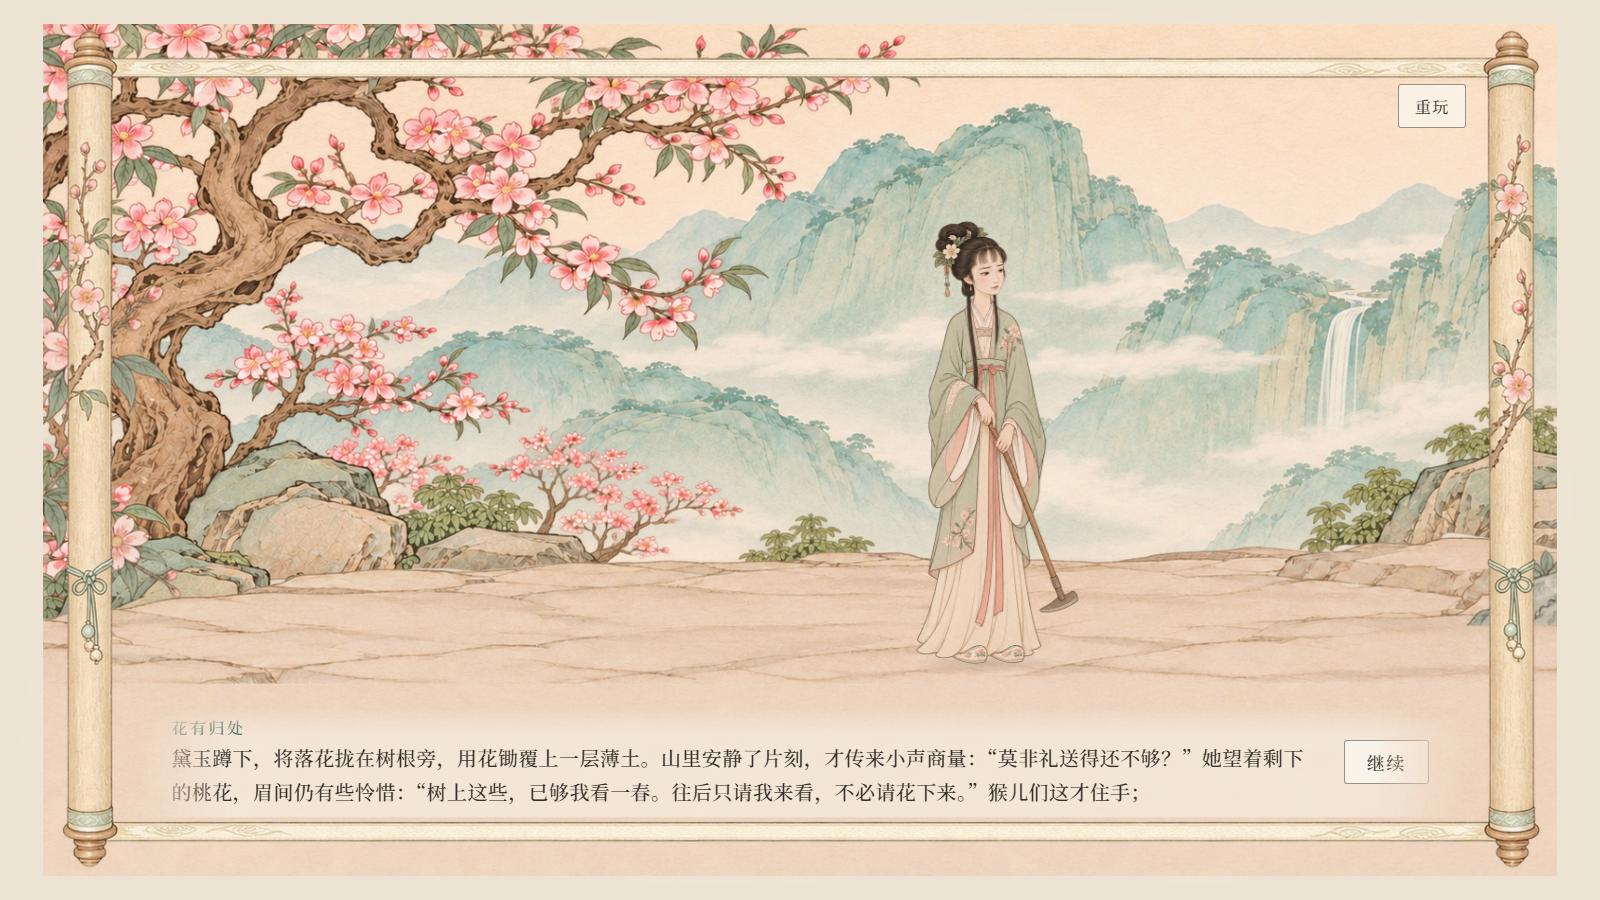 重玩
花有归处
黛玉蹲下，将落花拢在树根旁，用花锄覆上一层薄土。山里安静了片刻，才传来小声商量：“莫非礼送得还不够？”她望着剩下
的桃花，眉间仍有些怜惜：“树上这些，已够我看一春。往后只请我来看，不必请花下来。”猴儿们这才住手；
继续